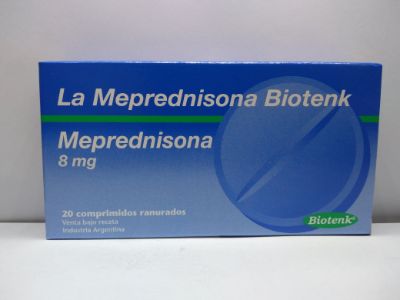 La Meprednisona Biotenk
Meprednisona
8 mg
20 comprimidos ranurados
Venta bajo receta
Industria Argentina
Biotenk